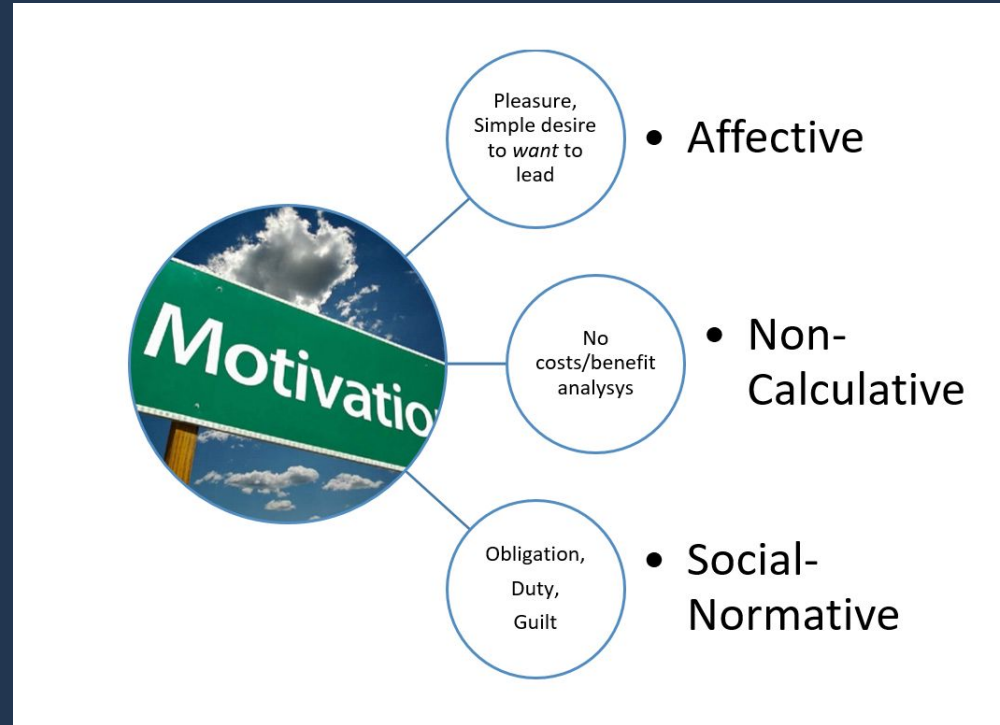 Motivatio
Pleasure,
Simple desire
to want to
lead
• Affective
No
costs/benefit
analysys
• Non-
Calculative
Obligation,
Duty,
Guilt
• Social-
Normative